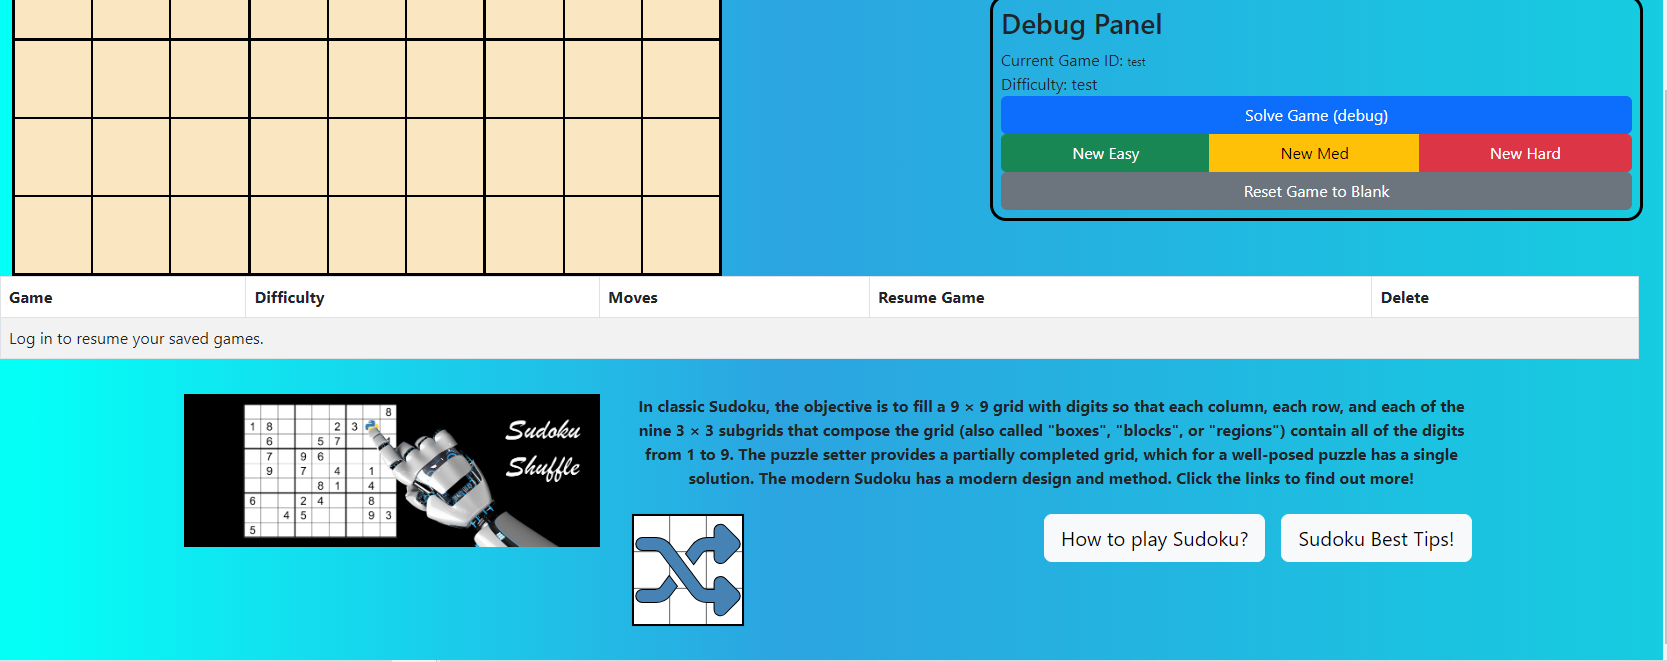 Debug Panel
Current Game ID: test
Difficulty: test
Solve Game (debug)
New Easy New Med New Hard
Reset Game to Blank
Game Difficulty Moves Resume Game Delete
Log in to resume your saved games.
8
1 8 2 3
6 5 7
7 9 6
9 7 4 1
8 1 4
6 2 4 8
4 5 9 3
5
Sudoku
Shuffle
In classic Sudoku, the objective is to fill a 9 × 9 grid with digits so that each column, each row, and each of the
nine 3 × 3 subgrids that compose the grid (also called "boxes", "blocks", or "regions") contain all of the digits
from 1 to 9. The puzzle setter provides a partially completed grid, which for a well-posed puzzle has a single
solution. The modern Sudoku has a modern design and method. Click the links to find out more!
How to play Sudoku? Sudoku Best Tips!